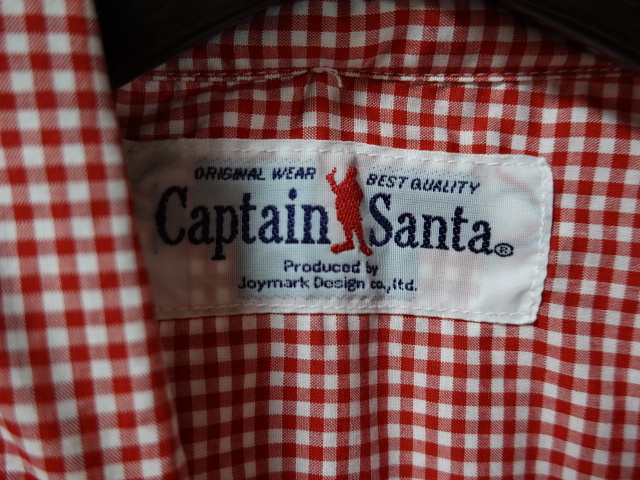 ORIGINAL WEAR BEST QUALITY
Captain Santa®
Produced by
Joymark Design co.,ltd.